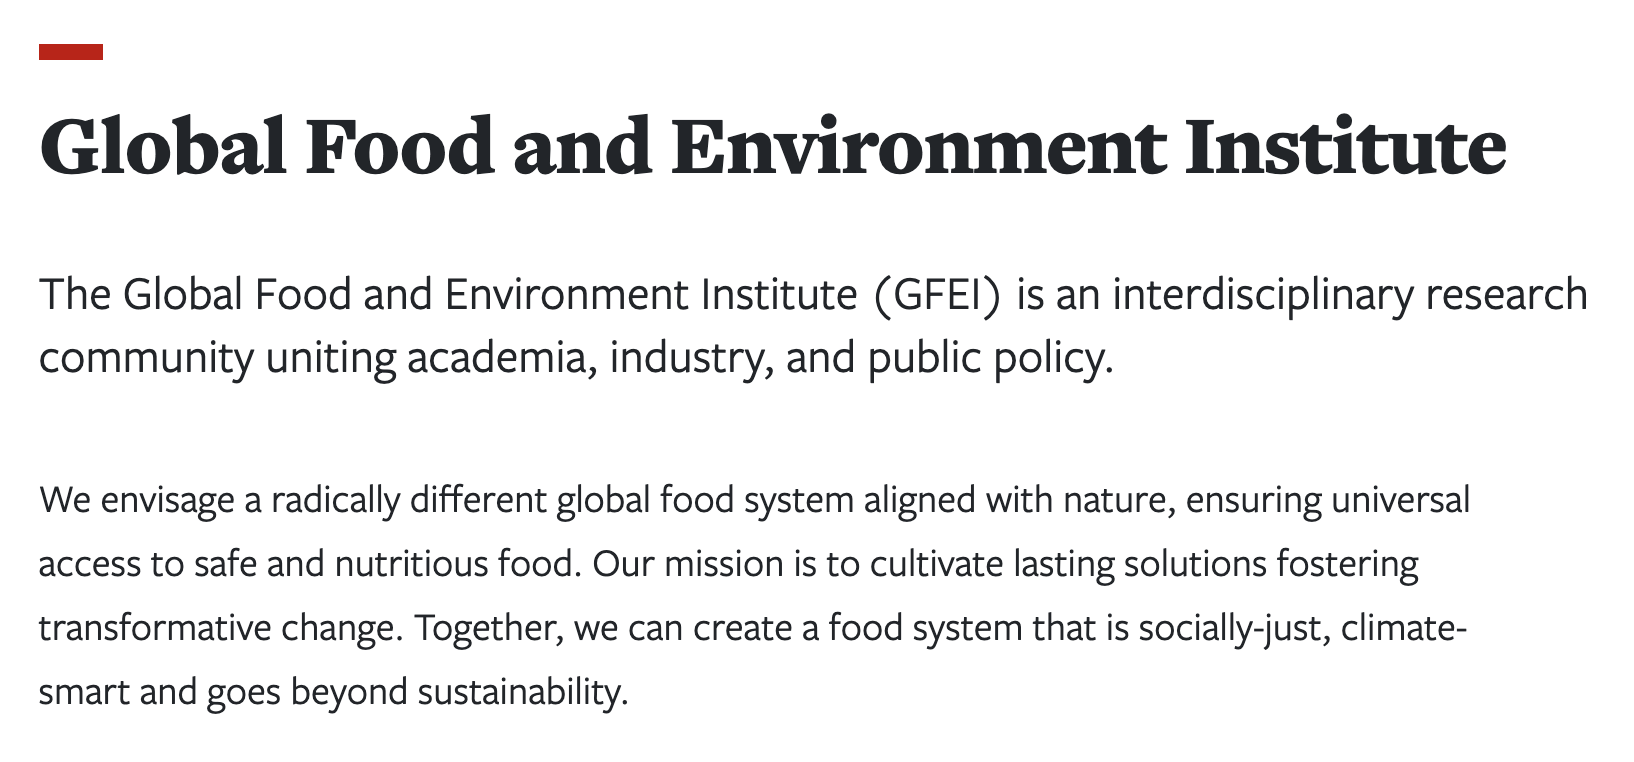 Global Food and Environment Institute
The Global Food and Environment Institute (GFEI) is an interdisciplinary research
community uniting academia, industry, and public policy.
We envisage a radically different global food system aligned with nature, ensuring universal
access to safe and nutritious food. Our mission is to cultivate lasting solutions fostering
transformative change. Together, we can create a food system that is socially-just, climate-
smart and goes beyond sustainability.